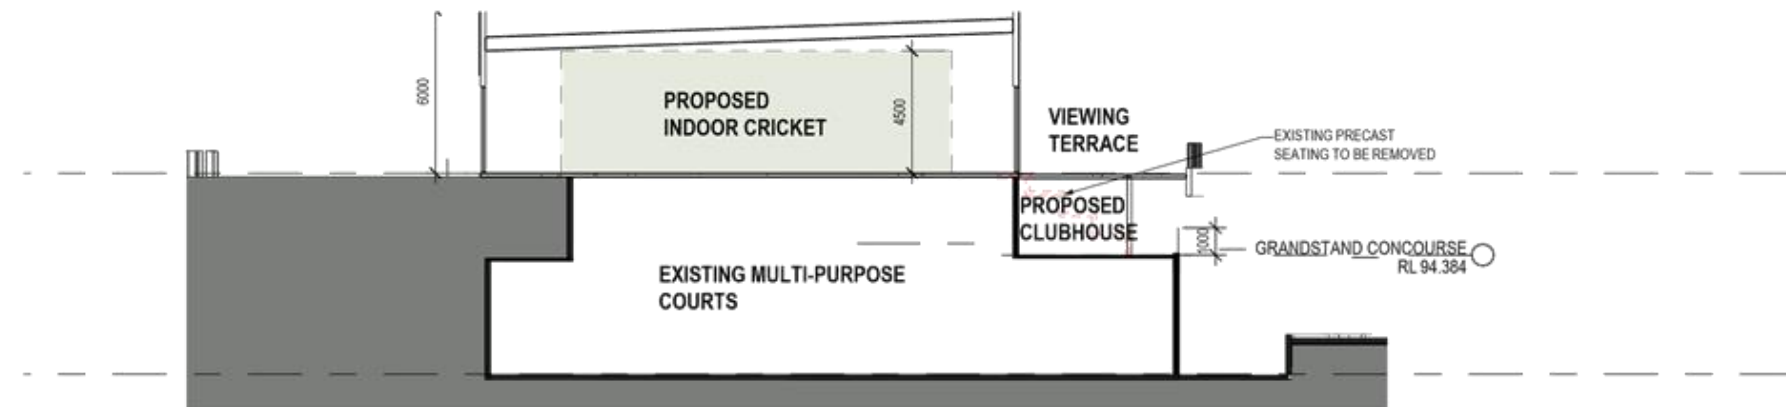 6000
PROPOSED
INDOOR CRICKET
4500
VIEWING
TERRACE
EXISTING PRECAST
SEATING TO BE REMOVED
PROPOSED
CLUBHOUSE
1000
GRANDSTAND CONCOURSE
RL 94.384
EXISTING MULTI-PURPOSE
COURTS